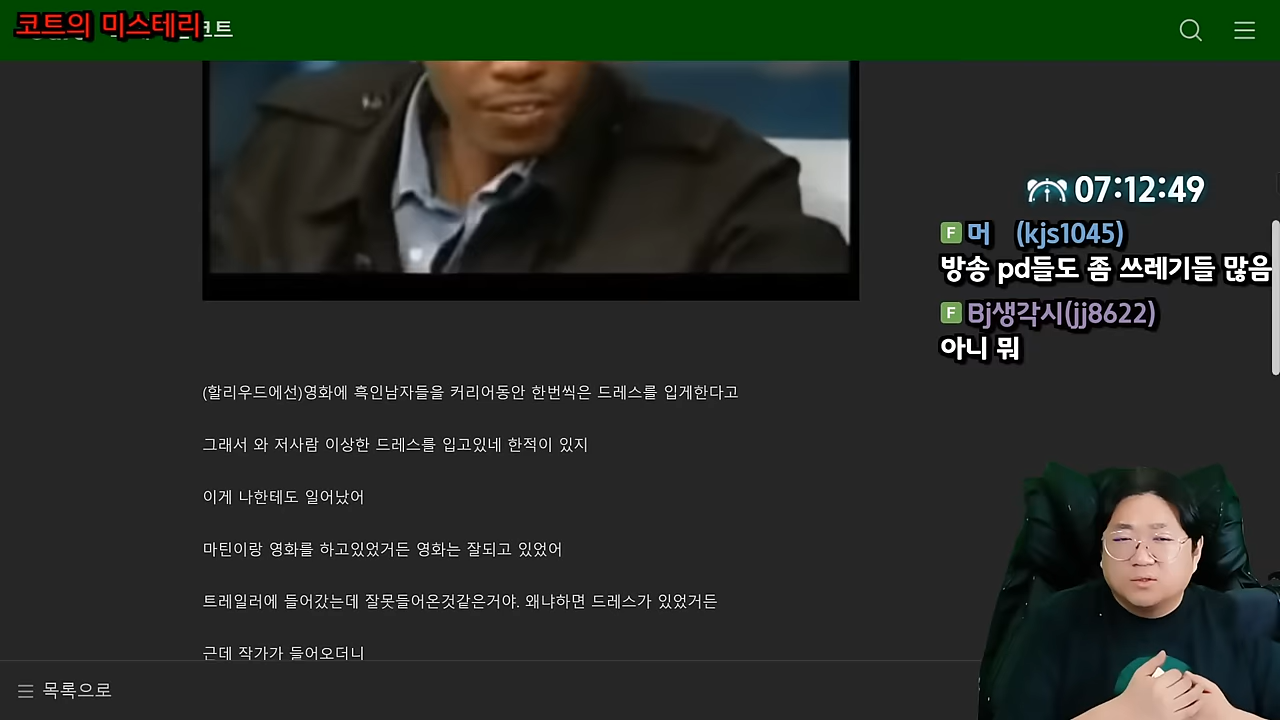 코트의 미스테리
코트
07:12:49
F 머 (kjs1045)
방송 pd들도 좀 쓰레기들 많음
F Bj생각시(jj8622)
아니 뭐
(할리우드에선)영화에 흑인남자들을 커리어동안 한번씩은 드레스를 입게한다고
그래서 와 저사람 이상한 드레스를 입고있네 한적이 있지
이게 나한테도 일어났어
마틴이랑 영화를 하고있었거든 영화는 잘되고 있었어
트레일러에 들어갔는데 잘못들어온것같은거야. 왜냐하면 드레스가 있었거든
근데 작가가 들어오더니
목록으로